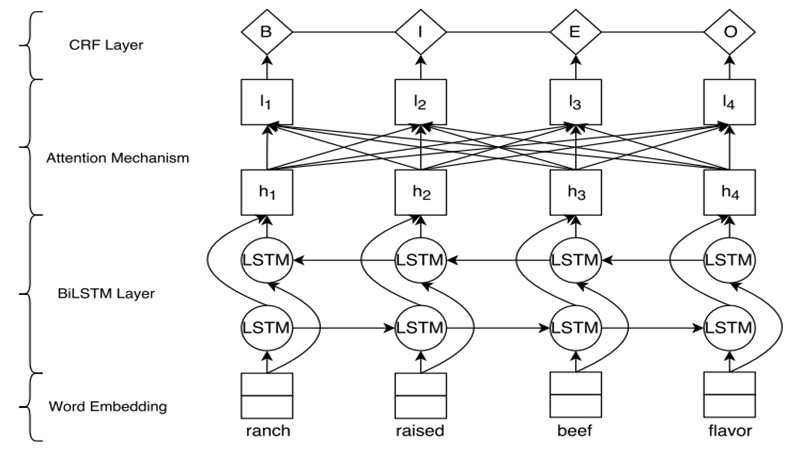 CRF Layer
B I E O
l1 l2 l3 l4
Attention Mechanism
h1 h2 h3 h4
LSTM LSTM LSTM LSTM
BiLSTM Layer
LSTM LSTM LSTM LSTM
Word Embedding
ranch raised beef flavor